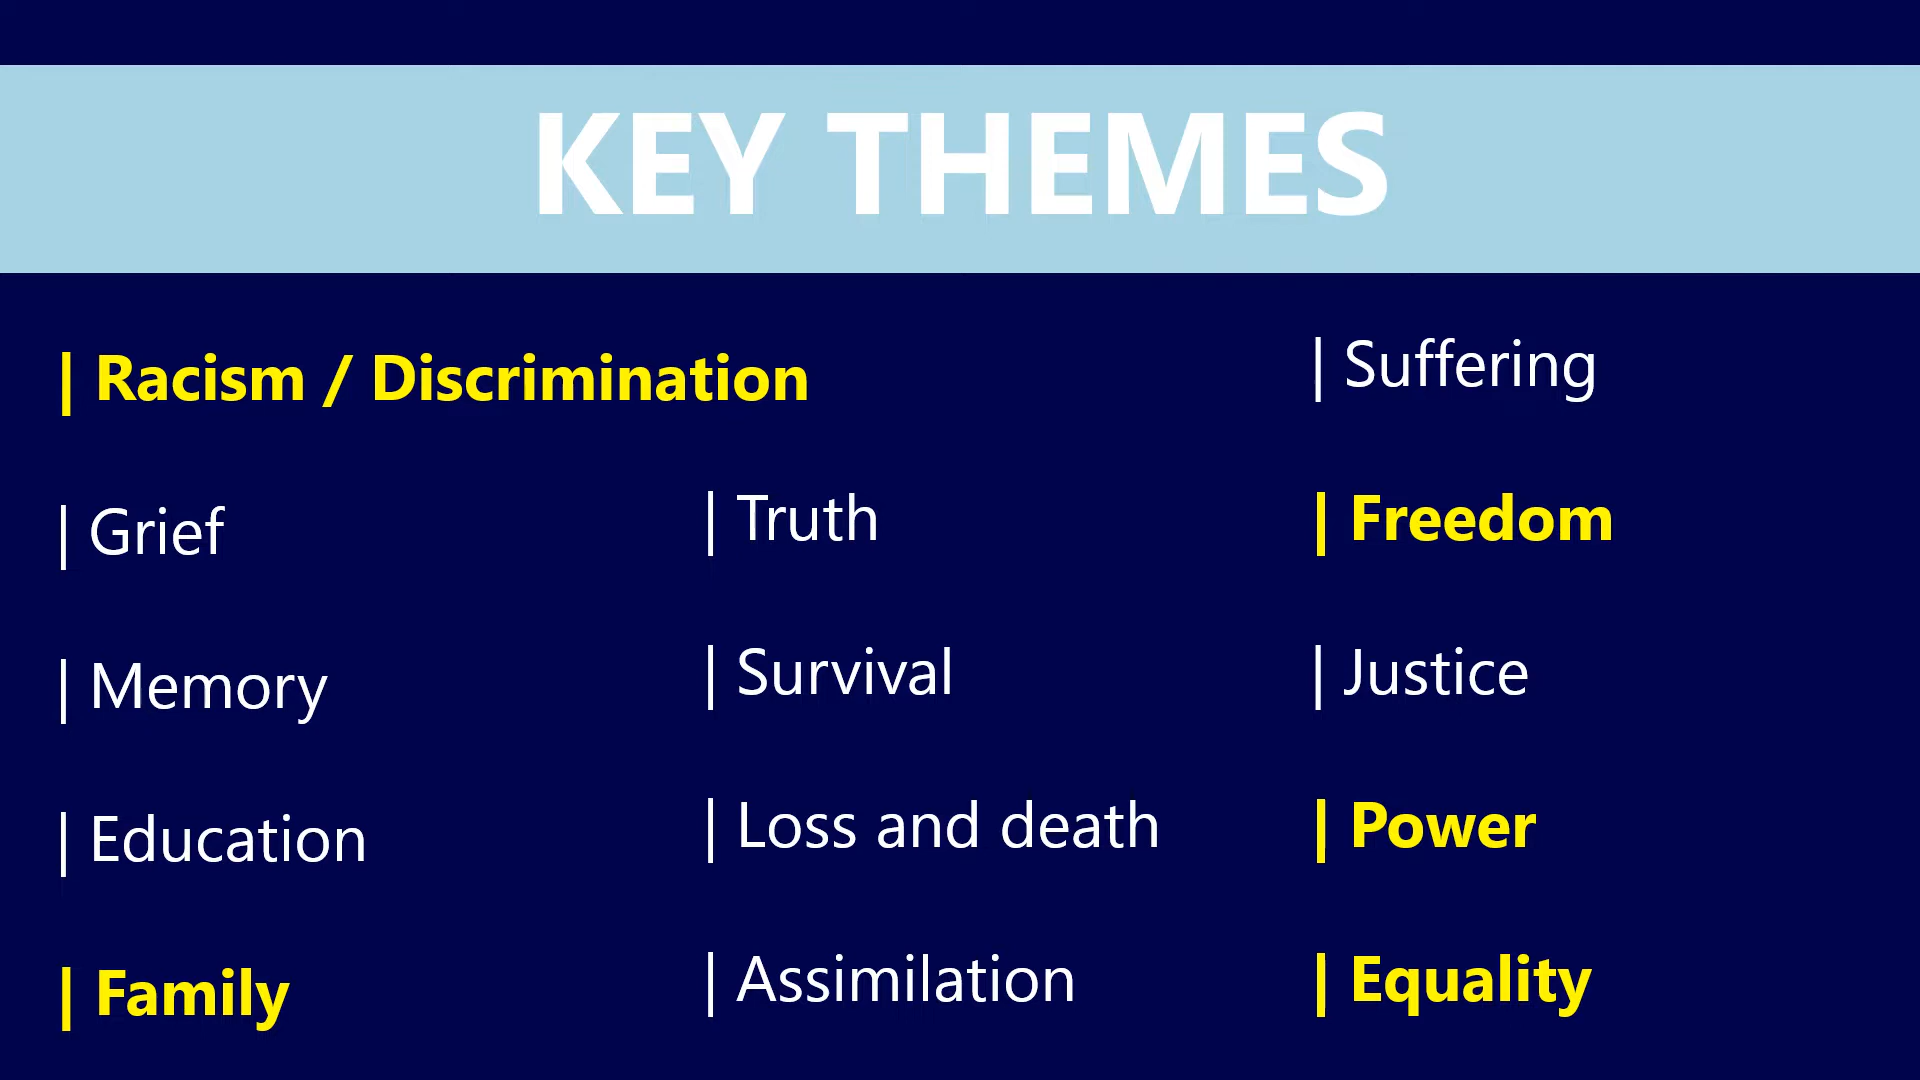 KEY THEMES
| Racism / Discrimination
| Grief
| Memory
| Education
| Family
| Truth
| Survival
| Loss and death
| Assimilation
| Suffering
| Freedom
| Justice
| Power
| Equality